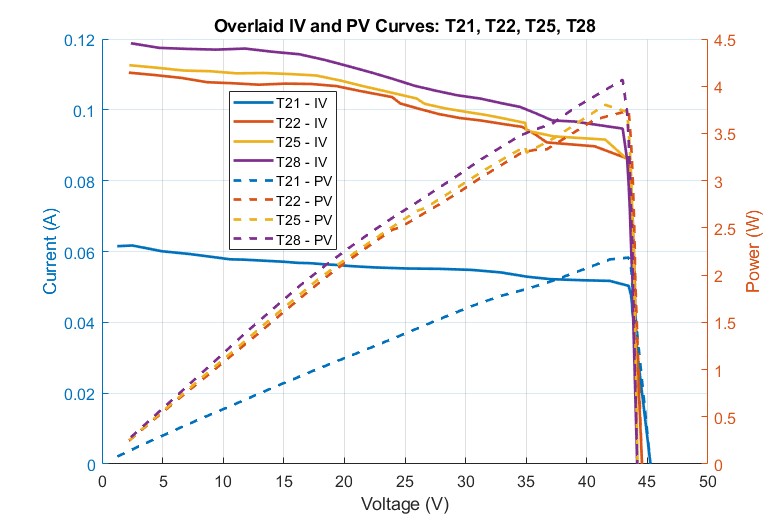 Overlaid IV and PV Curves: T21, T22, T25, T28
0.12
0.1
0.08
0.06
0.04
0.02
0
Current (A)
T21 - IV
T22 - IV
T25 - IV
T28 - IV
T21 - PV
T22 - PV
T25 - PV
T28 - PV
4.5
4
3.5
3
2.5
2
1.5
1
0.5
0
Power (W)
0 5 10 15 20 25 30 35 40 45 50
Voltage (V)